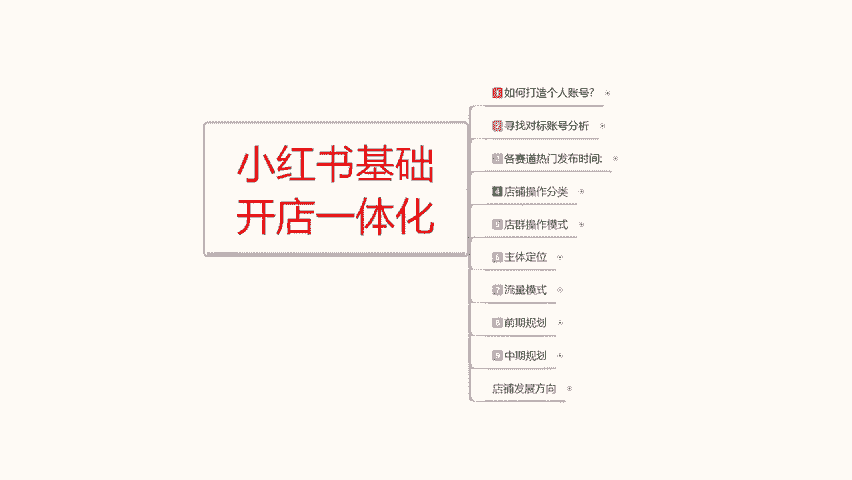 小红书基础
开店一体化
如何打造个人账号?
寻找对标账号分析
各赛道热门发布时间:
4 店铺操作分类
5 店群操作模式
6 主体定位
7 流量模式
8 前期规划
9 中期规划
店铺发展方向